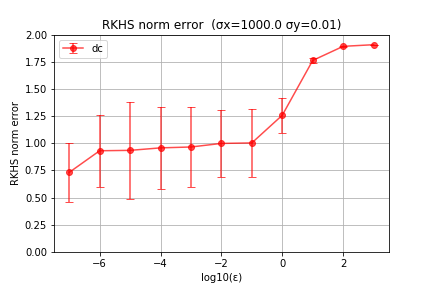 RKHS norm error  (σx=1000.0 σy=0.01)
dc
RKHS norm error
2.00
1.75
1.50
1.25
1.00
0.75
0.50
0.25
0.00
−6 −4 −2 0 2
log10(ε)